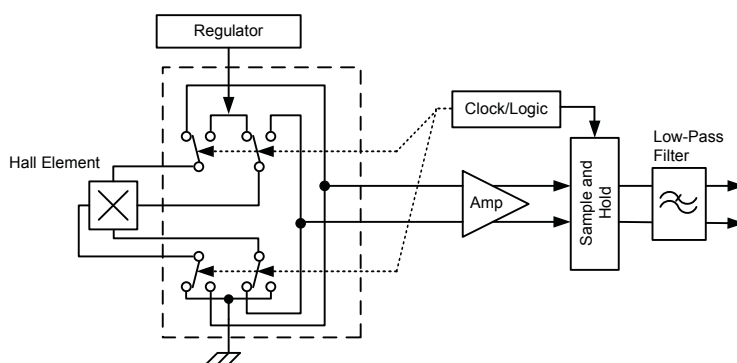 Regulator
Clock/Logic
Low-Pass
Filter
Hall Element
Amp
Sample and
Hold